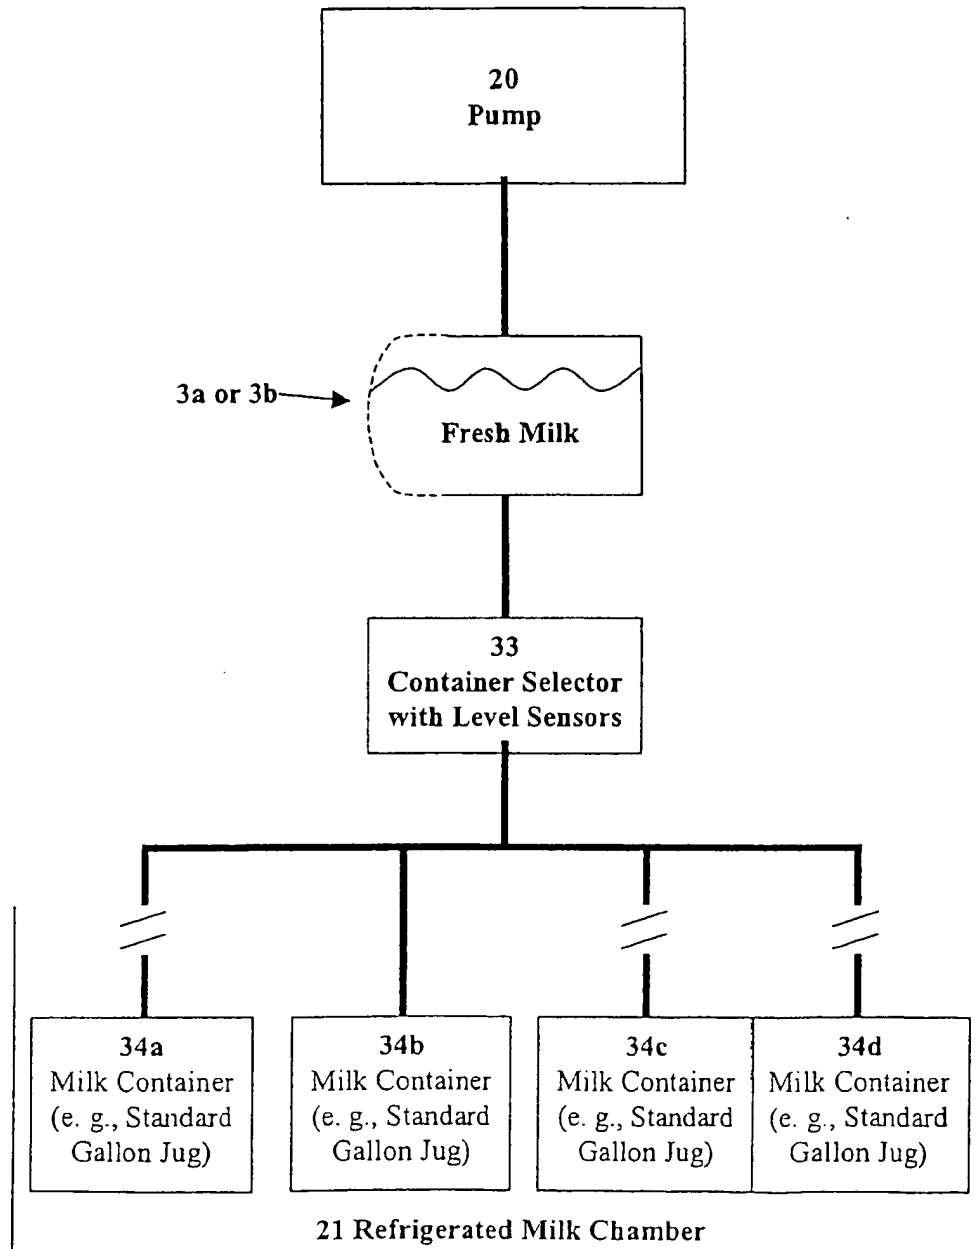 20
Pump
3a or 3b
Fresh Milk
33
Container Selector
with Level Sensors
34a
Milk Container
(e. g., Standard
Gallon Jug)
34b
Milk Container
(e. g., Standard
Gallon Jug)
34c
Milk Container
(e. g., Standard
Gallon Jug)
34d
Milk Container
(e. g., Standard
Gallon Jug)
21 Refrigerated Milk Chamber